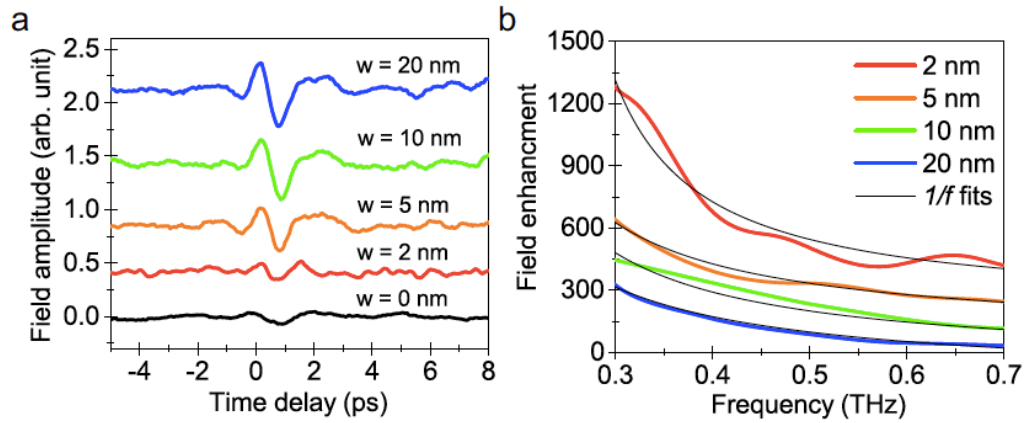 a
b
Field amplitude (arb. unit)
2.5
2.0
1.5
1.0
0.5
0.0
w = 20 nm
w = 10 nm
w = 5 nm
w = 2 nm
w = 0 nm
-4 -2 0 2 4 6 8
Time delay (ps)
Field enhancment
1500
1200
900
600
300
0
2 nm
5 nm
10 nm
20 nm
1/f fits
0.3 0.4 0.5 0.6 0.7
Frequency (THz)